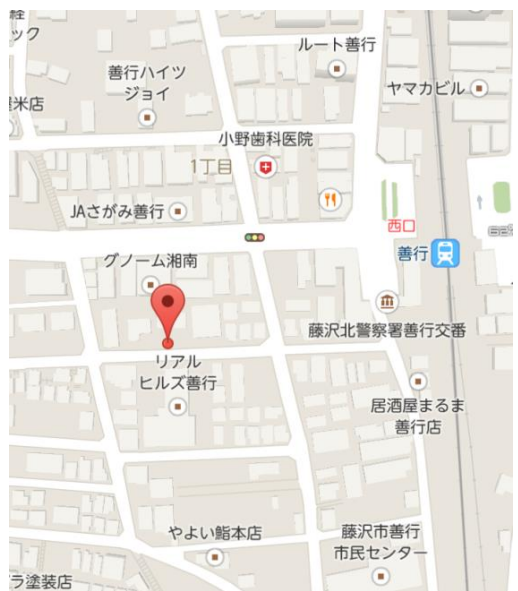 ルート善行
善行ハイツ
ジョイ
ヤマカビル
米店
小野歯科医院
1丁目
JAさがみ善行
西口
善行
グノーム湘南
藤沢北警察署善行交番
リアル
ヒルズ善行
居酒屋まるま
善行店
やよい鮨本店
藤沢市善行
市民センター
ラ塗装店